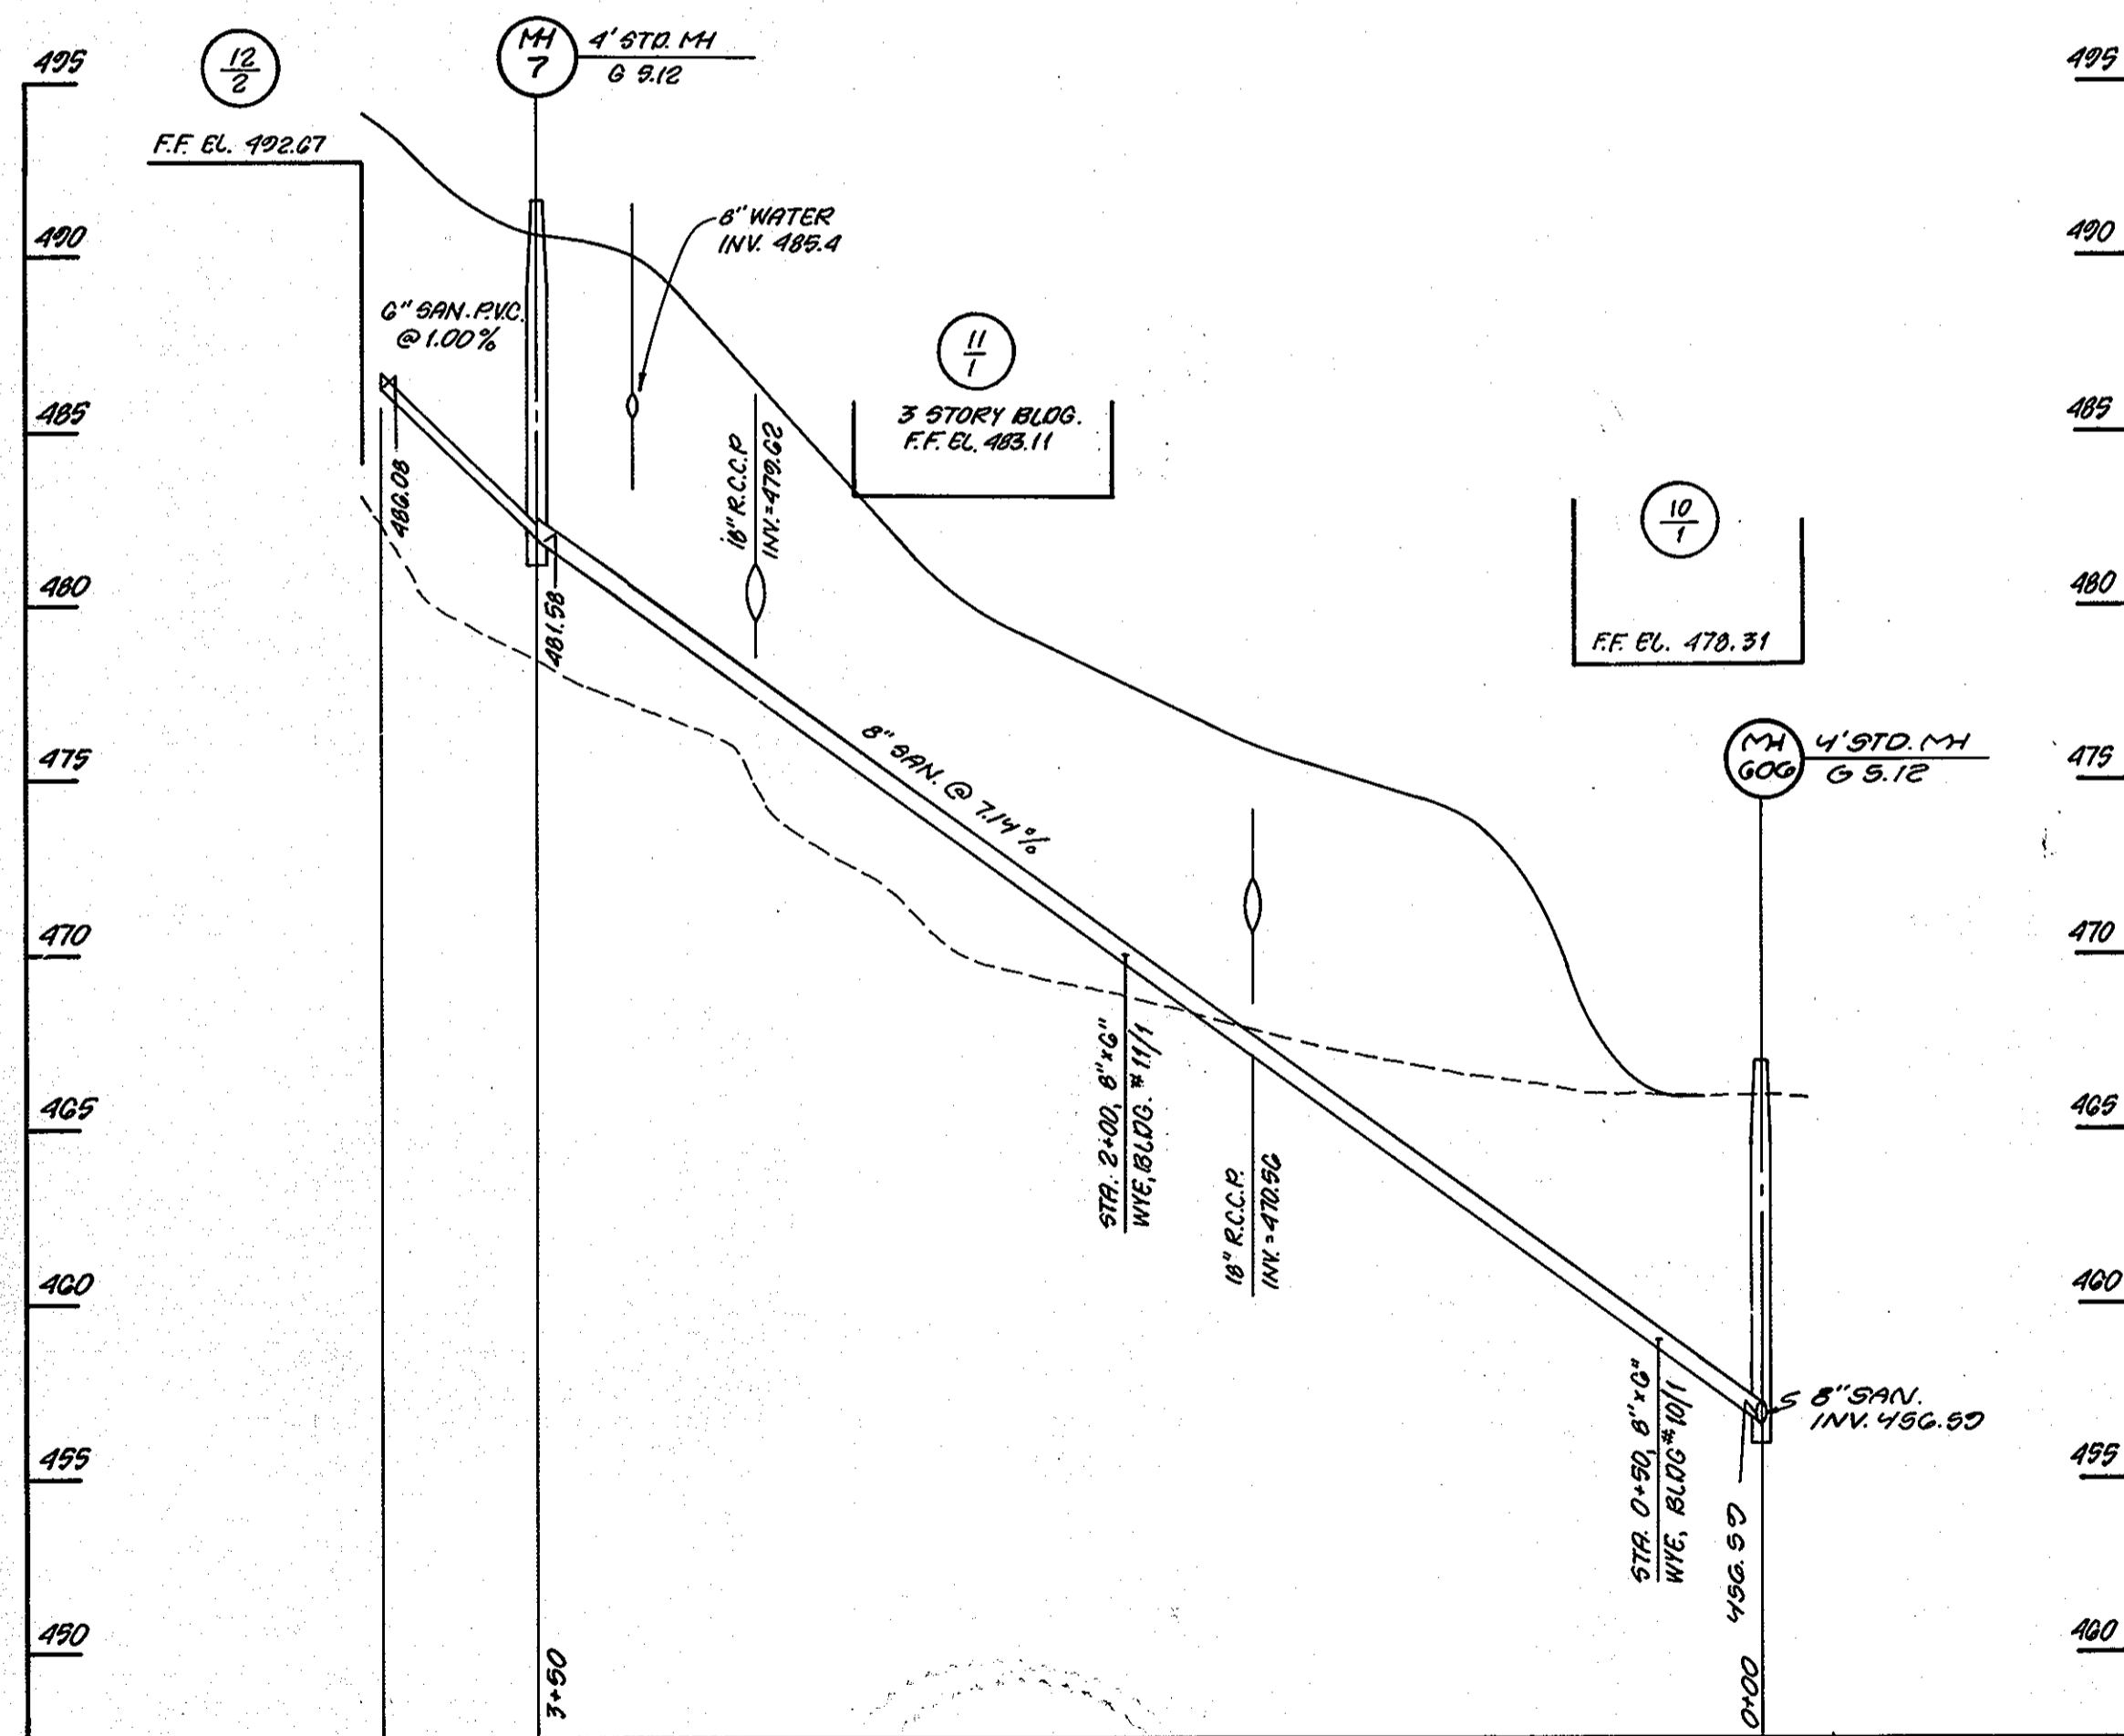 495
12
2
MH
7
4' STD. MH
G 5.12
495
F.F. EL. 492.67
490
8" WATER
INV. 485.4
490
6" SAN. P.V.C.
@ 1.00%
11
1
485
3 STORY BLDG.
F.F. EL. 483.11
485
486.08
18" R.C.C.P
INV.=479.62
10
1
480
481.58
480
F.F. EL. 478.31
475
8" SAN. @ 7.14%
MH
606
4' STD. MH
G 5.12
475
470
470
465
STA. 2+00, 8"x6"
WYE, BLDG. #11/1
465
18" R.C.C.P.
INV.=470.56
460
460
STA. 0+50, 8"x6"
WYE, BLDG #10/1
8" SAN.
INV. 456.59
455
456.59
455
450
3+50
0+00
460